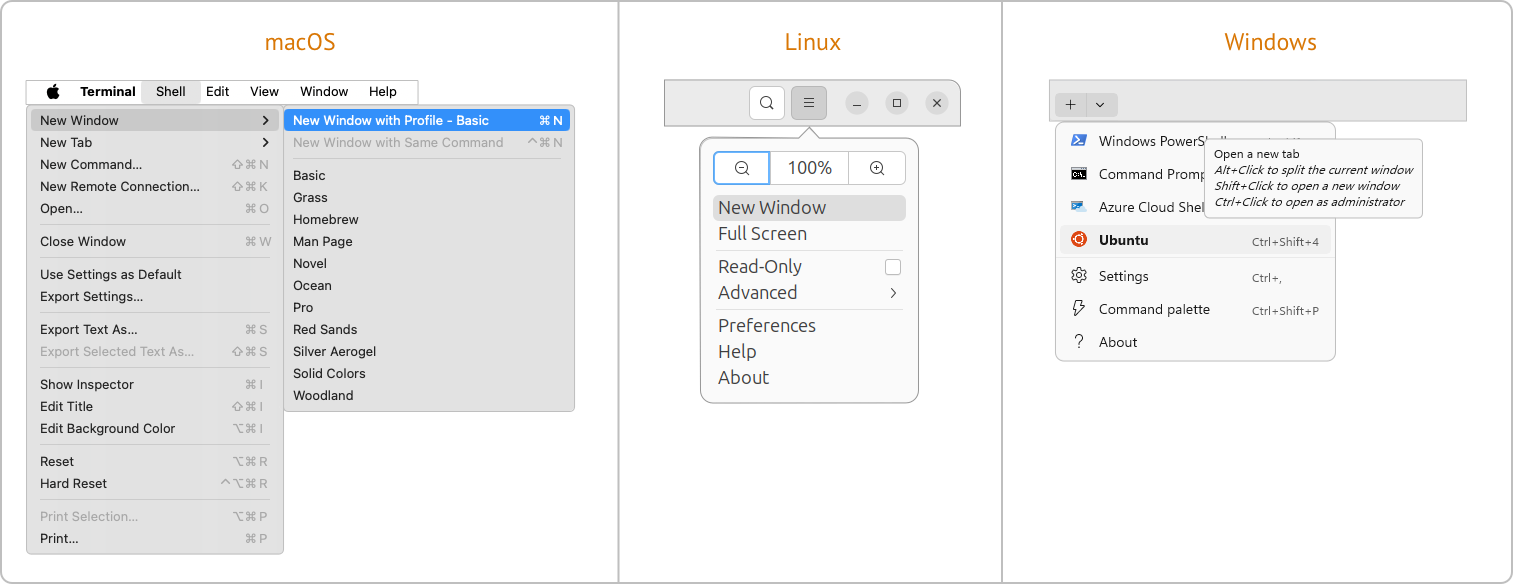 macOS
Terminal Shell Edit View Window Help
New Window
New Tab
New Command... ⇧⌘N
New Remote Connection... ⇧⌘K
Open... ⌘O
Close Window ⌘W
Use Settings as Default
Export Settings...
Export Text As... ⌘S
Export Selected Text As... ⇧⌘S
Show Inspector ⌘I
Edit Title ⇧⌘I
Edit Background Color ⌥⌘I
Reset ⌥⌘R
Hard Reset ^⌥⌘R
Print Selection... ⌥⌘P
Print... ⌘P
New Window with Profile - Basic ⌘N
New Window with Same Command ^⌘N
Basic
Grass
Homebrew
Man Page
Novel
Ocean
Pro
Red Sands
Silver Aerogel
Solid Colors
Woodland
Linux
100%
New Window
Full Screen
Read-Only
Advanced
Preferences
Help
About
Windows
Windows PowerShell
Command Promp
Azure Cloud Shel
Ubuntu Ctrl+Shift+4
Settings Ctrl+,
Command palette Ctrl+Shift+P
About
Open a new tab
Alt+Click to split the current window
Shift+Click to open a new window
Ctrl+Click to open as administrator